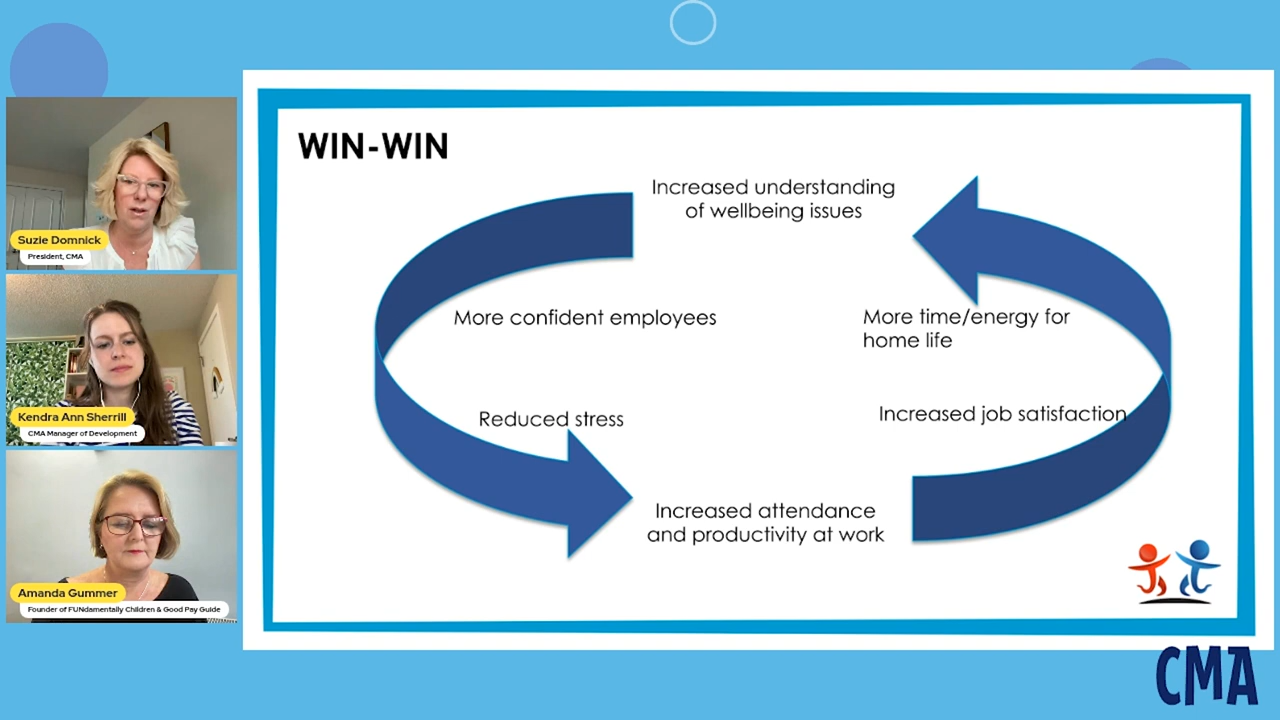 Suzie Domnick
President, CMA
Kendra Ann Sherrill
CMA Manager of Development
Amanda Gummer
Founder of FUNdamentally Children & Good Pay Guide
WIN-WIN
Increased understanding
of wellbeing issues
More confident employees
More time/energy for
home life
Reduced stress
Increased job satisfaction
Increased attendance
and productivity at work
CMA